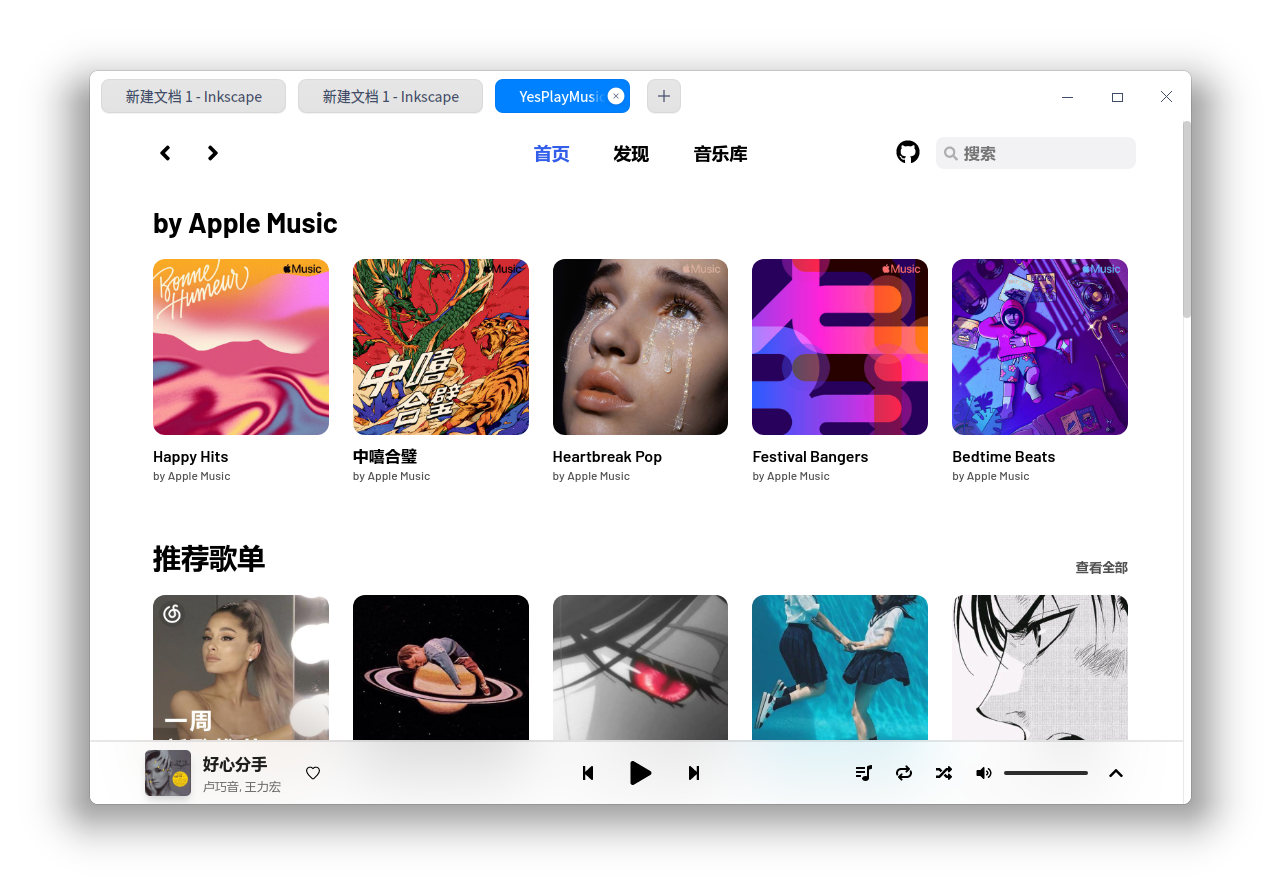 新建文档 1 - Inkscape
新建文档 1 - Inkscape
YesPlayMusic
首页
发现
音乐库
搜索
by Apple Music
Bonne
Humeur
Music
Music
中嘻
合璧
Music
Music
Music
Happy Hits
by Apple Music
中嘻合璧
by Apple Music
Heartbreak Pop
by Apple Music
Festival Bangers
by Apple Music
Bedtime Beats
by Apple Music
推荐歌单
查看全部
一周
好心分手
卢巧音, 王力宏